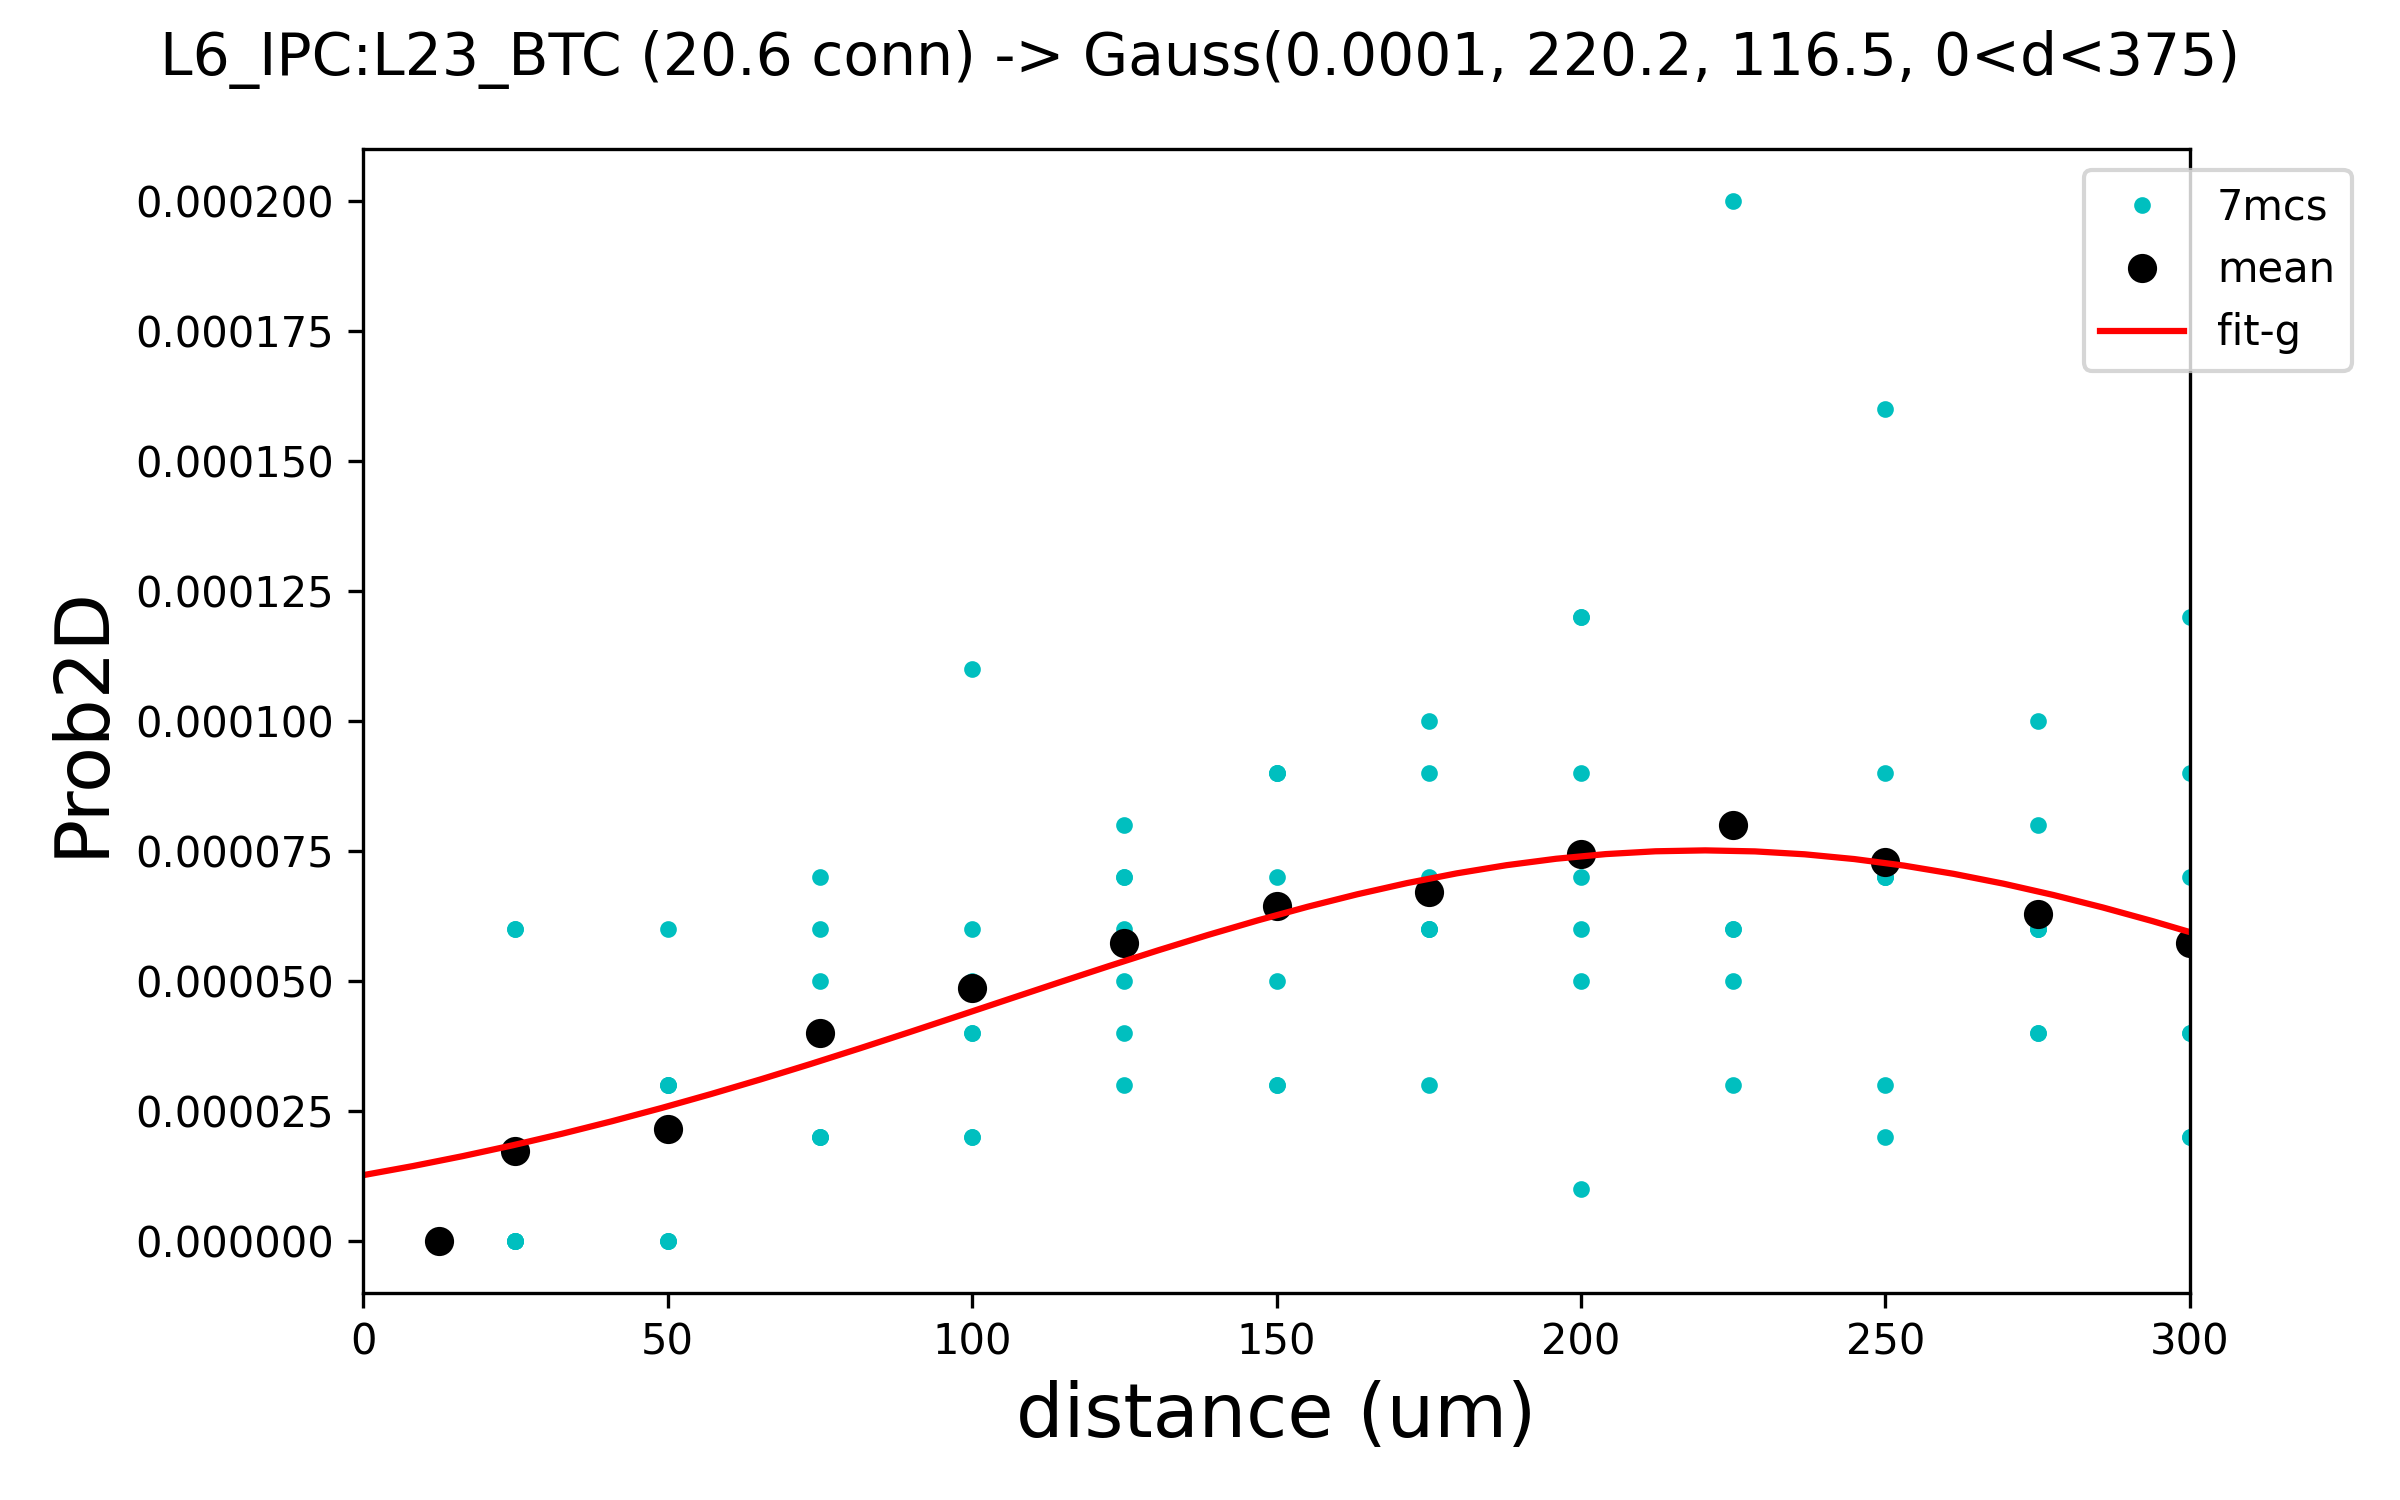 L6_IPC:L23_BTC (20.6 conn) -> Gauss(0.0001, 220.2, 116.5, 0<d<375)
7mcs
mean
fit-g
Prob2D
0.000200
0.000175
0.000150
0.000125
0.000100
0.000075
0.000050
0.000025
0.000000
0 50 100 150 200 250 300
distance (um)